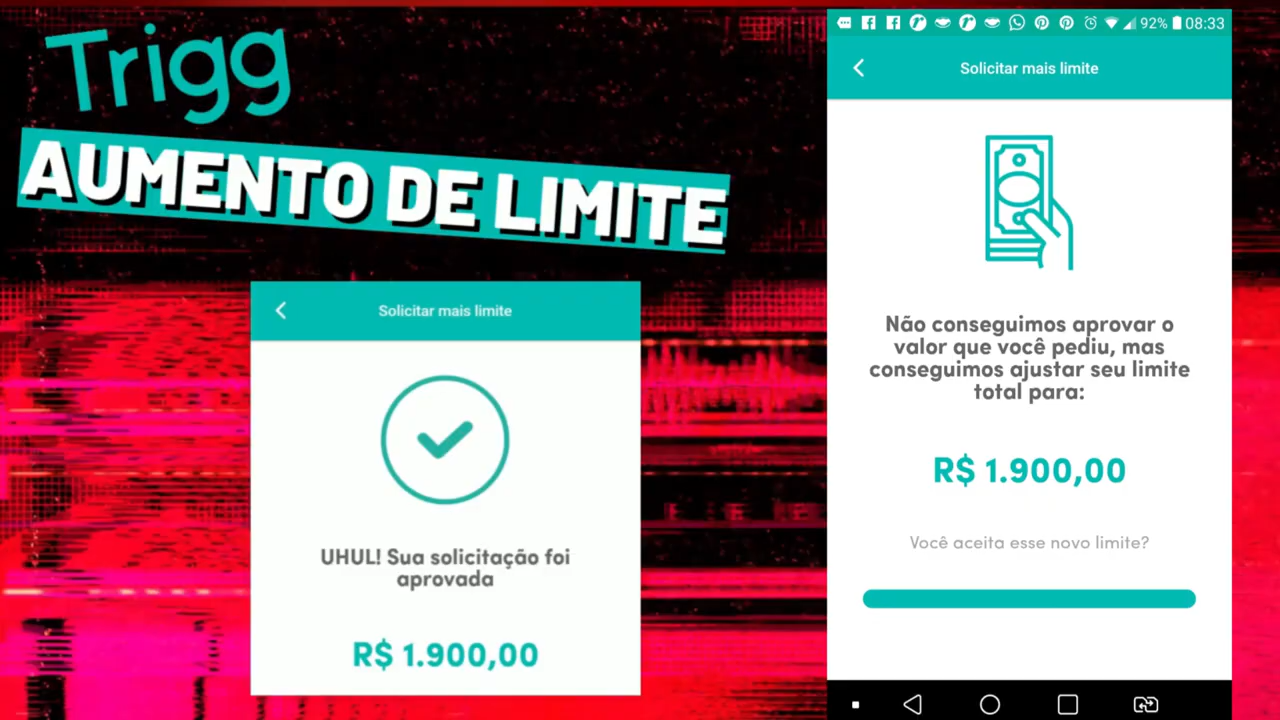 Trigg
AUMENTO DE LIMITE
Solicitar mais limite
UHUL! Sua solicitação foi
aprovada
R$ 1.900,00
92% 08:33
Solicitar mais limite
Não conseguimos aprovar o
valor que você pediu, mas
conseguimos ajustar seu limite
total para:
R$ 1.900,00
Você aceita esse novo limite?